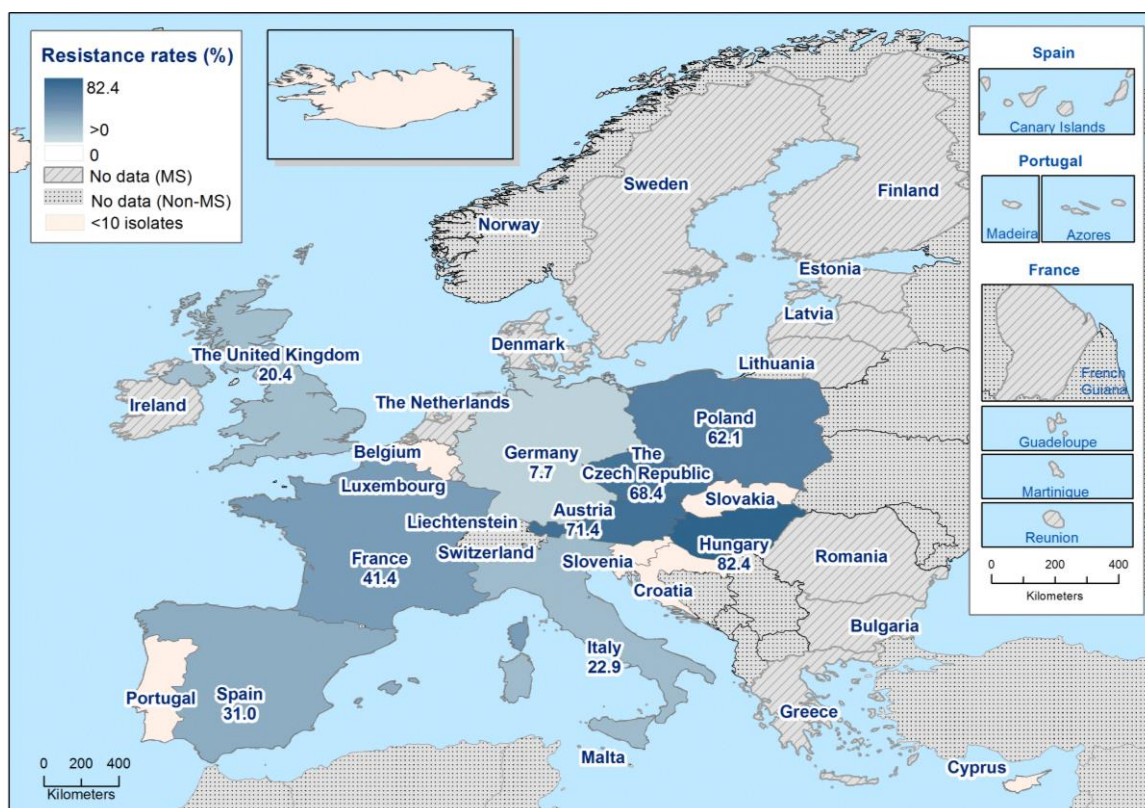 Resistance rates (%)
82.4
>0
0
No data (MS)
No data (Non-MS)
<10 isolates
Spain
Canary Islands
Portugal
Madeira
Azores
France
French
Guiana
Guadeloupe
Martinique
Reunion
0 200 400
Kilometers
Sweden
Finland
Norway
Estonia
Latvia
Denmark
Lithuania
The United Kingdom
20.4
Ireland
The Netherlands
Poland
62.1
Belgium
Germany
7.7
The
Czech Republic
68.4
Luxembourg
Slovakia
Liechtenstein
Austria
71.4
Switzerland
Hungary
82.4
Romania
France
41.4
Slovenia
Croatia
Bulgaria
Italy
22.9
Portugal
Spain
31.0
Greece
Malta
Cyprus
0 200 400
Kilometers